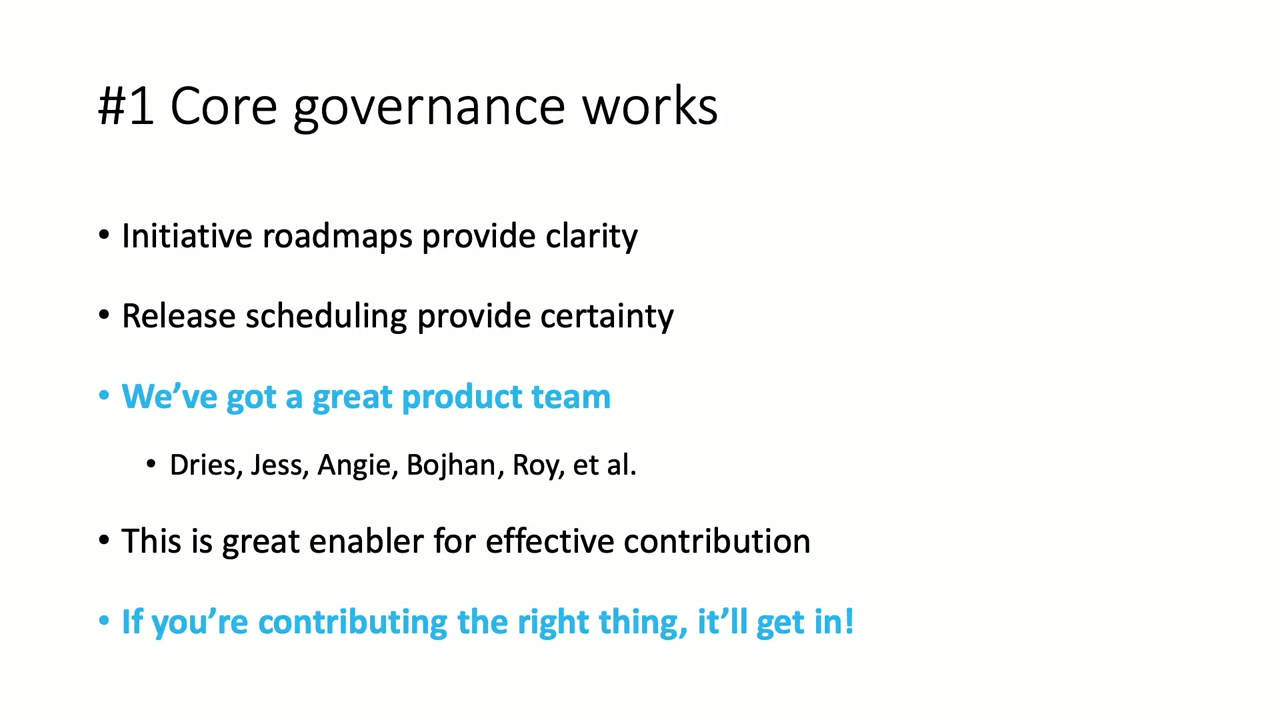 #1 Core governance works
• Initiative roadmaps provide clarity
• Release scheduling provide certainty
• We’ve got a great product team
• Dries, Jess, Angie, Bojhan, Roy, et al.
• This is great enabler for effective contribution
• If you’re contributing the right thing, it’ll get in!